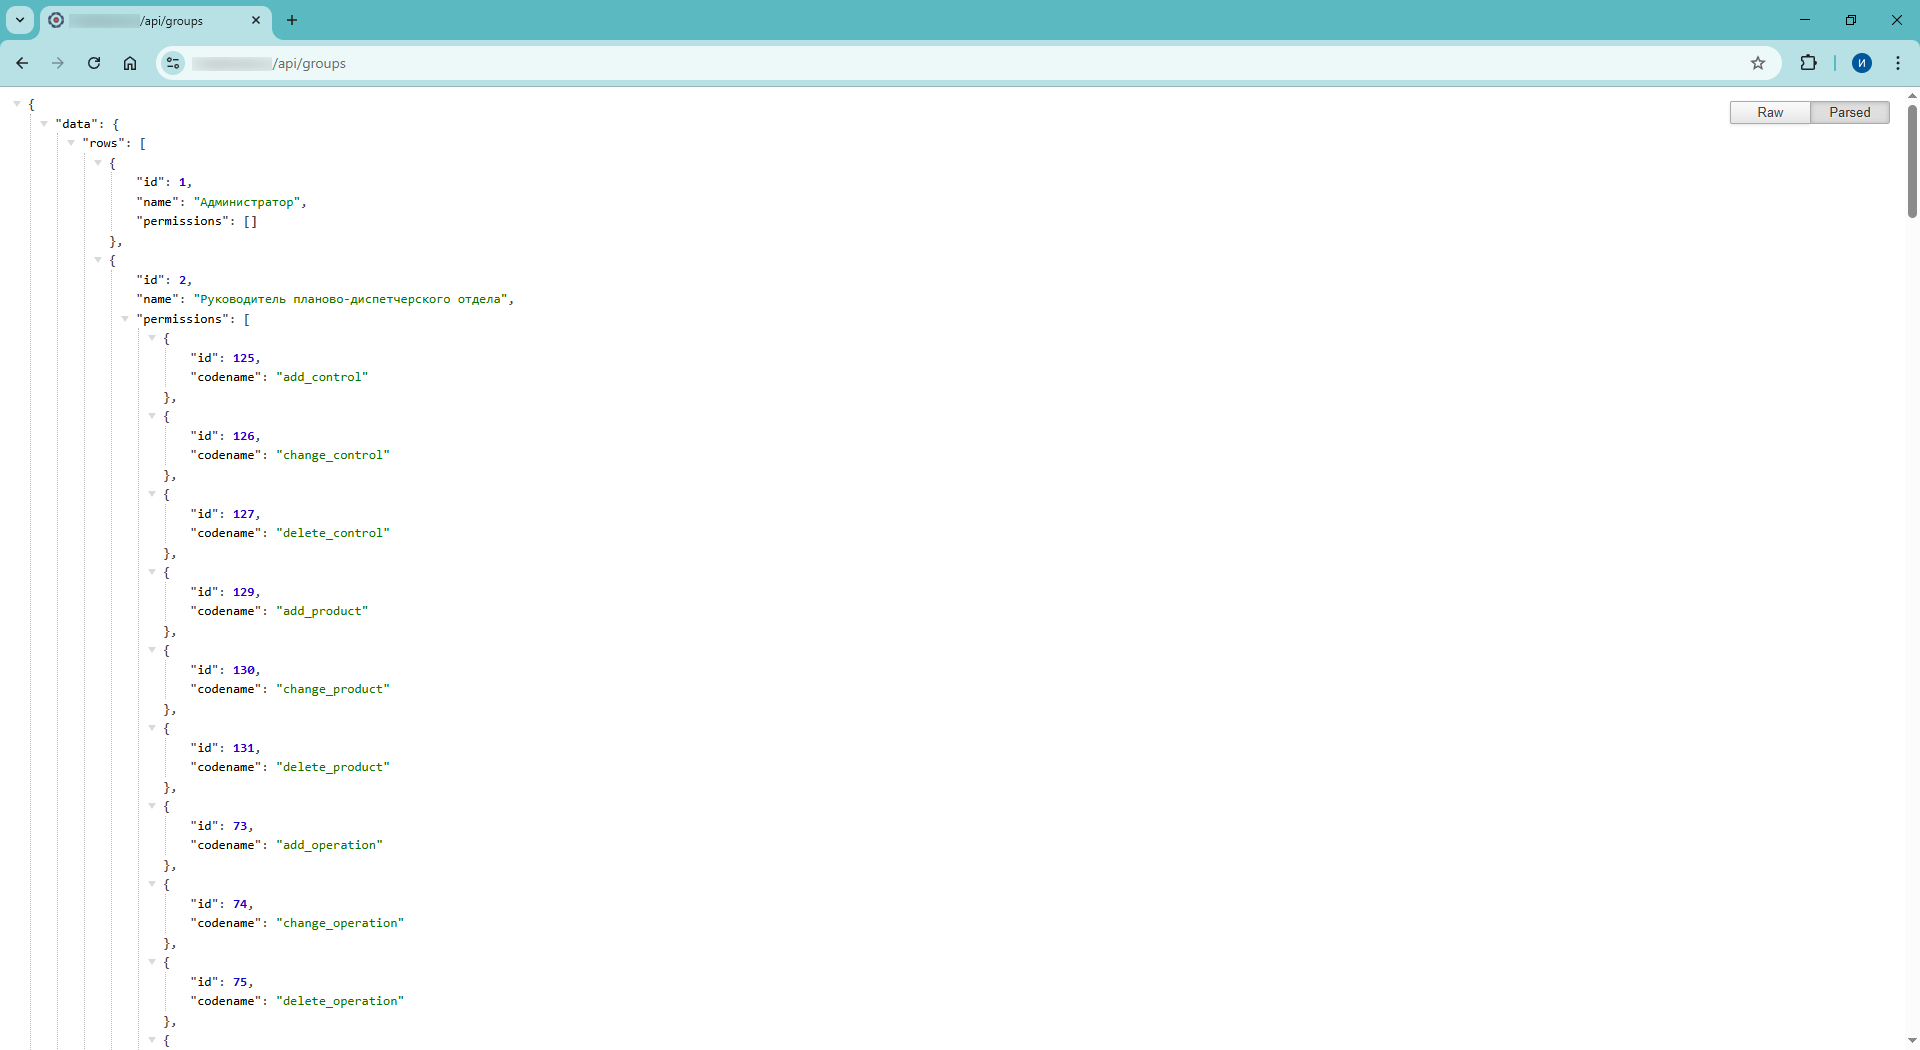 /api/groups
/api/groups
И
Raw
Parsed
{
"data": {
"rows": [
{
"id": 1,
"name": "Администратор",
"permissions": []
},
{
"id": 2,
"name": "Руководитель планово-диспетчерского отдела",
"permissions": [
{
"id": 125,
"codename": "add_control"
},
{
"id": 126,
"codename": "change_control"
},
{
"id": 127,
"codename": "delete_control"
},
{
"id": 129,
"codename": "add_product"
},
{
"id": 130,
"codename": "change_product"
},
{
"id": 131,
"codename": "delete_product"
},
{
"id": 73,
"codename": "add_operation"
},
{
"id": 74,
"codename": "change_operation"
},
{
"id": 75,
"codename": "delete_operation"
},
{